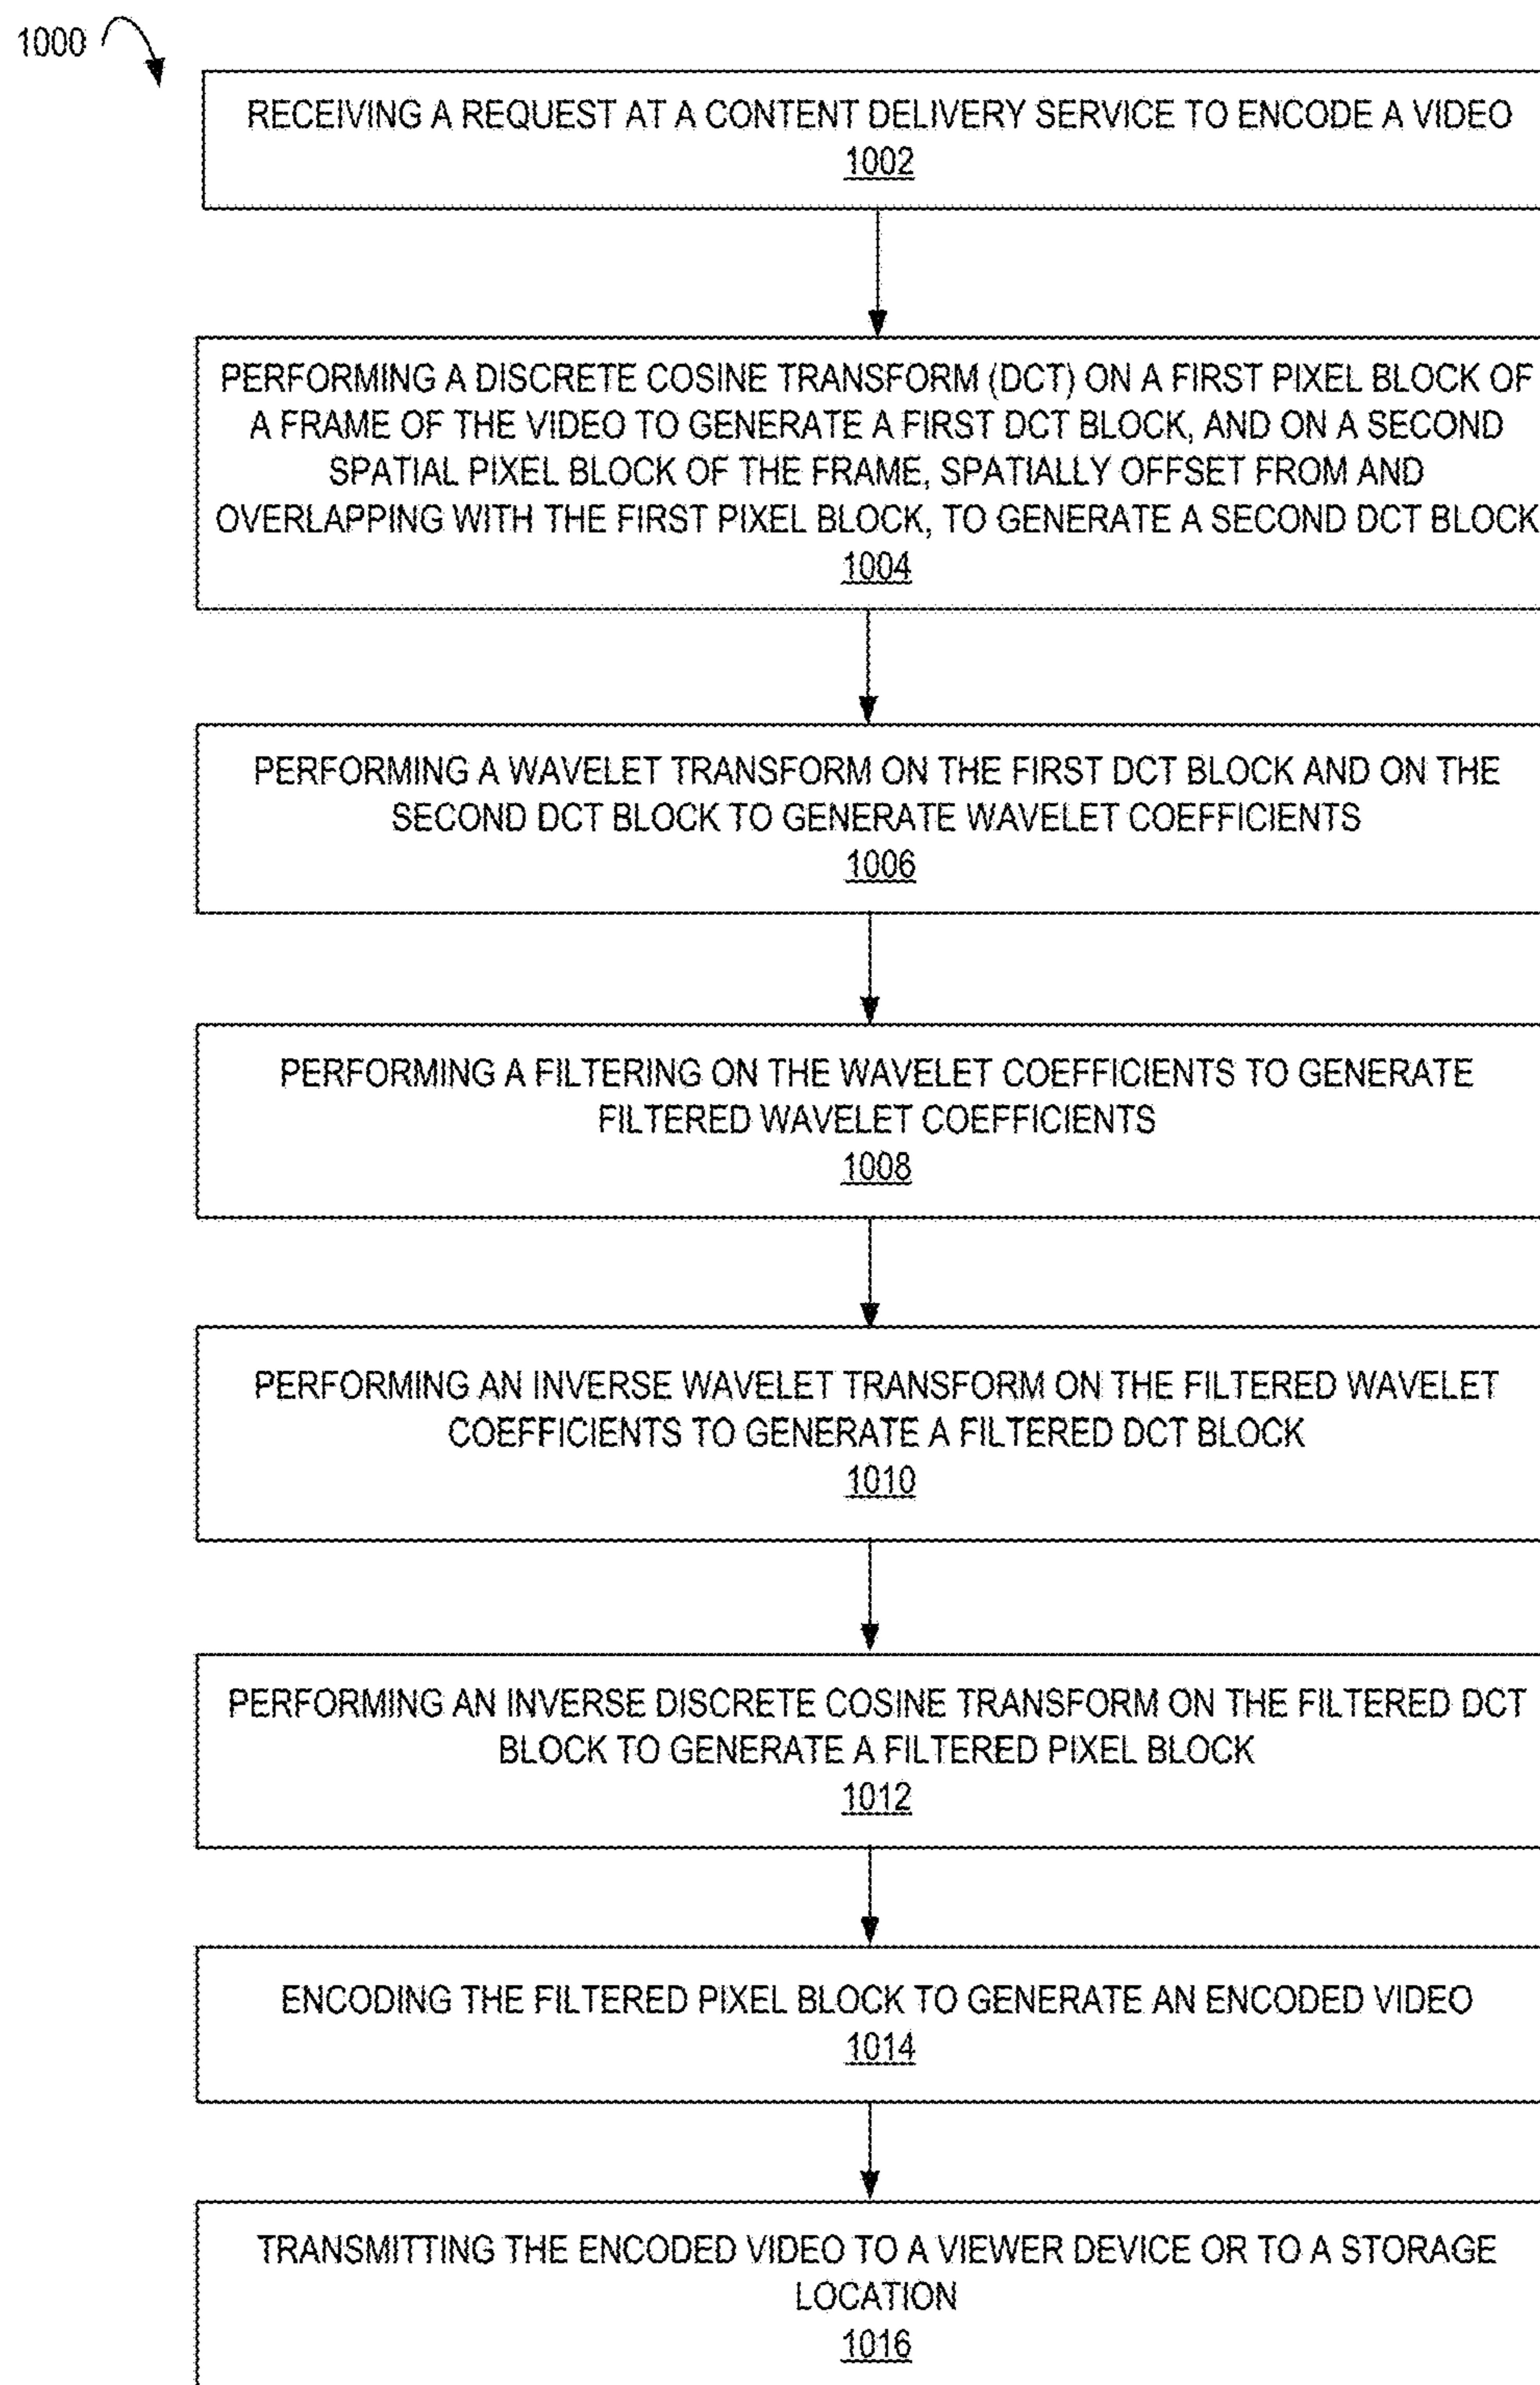 1000
RECEIVING A REQUEST AT A CONTENT DELIVERY SERVICE TO ENCODE A VIDEO
1002
PERFORMING A DISCRETE COSINE TRANSFORM (DCT) ON A FIRST PIXEL BLOCK OF
A FRAME OF THE VIDEO TO GENERATE A FIRST DCT BLOCK, AND ON A SECOND
SPATIAL PIXEL BLOCK OF THE FRAME, SPATIALLY OFFSET FROM AND
OVERLAPPING WITH THE FIRST PIXEL BLOCK, TO GENERATE A SECOND DCT BLOCK
1004
PERFORMING A WAVELET TRANSFORM ON THE FIRST DCT BLOCK AND ON THE
SECOND DCT BLOCK TO GENERATE WAVELET COEFFICIENTS
1006
PERFORMING A FILTERING ON THE WAVELET COEFFICIENTS TO GENERATE
FILTERED WAVELET COEFFICIENTS
1008
PERFORMING AN INVERSE WAVELET TRANSFORM ON THE FILTERED WAVELET
COEFFICIENTS TO GENERATE A FILTERED DCT BLOCK
1010
PERFORMING AN INVERSE DISCRETE COSINE TRANSFORM ON THE FILTERED DCT
BLOCK TO GENERATE A FILTERED PIXEL BLOCK
1012
ENCODING THE FILTERED PIXEL BLOCK TO GENERATE AN ENCODED VIDEO
1014
TRANSMITTING THE ENCODED VIDEO TO A VIEWER DEVICE OR TO A STORAGE
LOCATION
1016